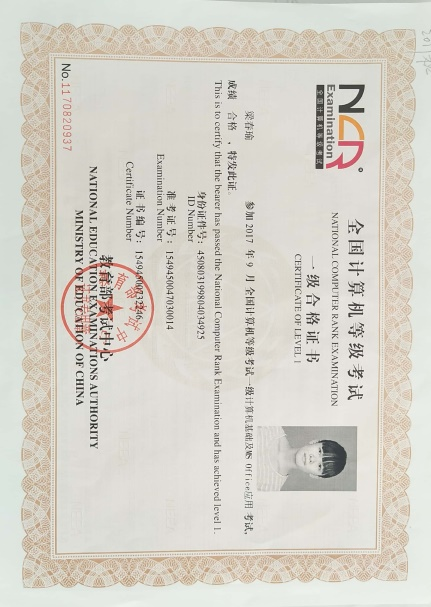 NCR
Examination
全国计算机等级考试
全国计算机等级考试
NATIONAL COMPUTER RANK EXAMINATION
一级合格证书
CERTIFICATE OF LEVEL 1
梁春瑜 参加 2017 年 9 月全国计算机等级考试一级计算机基础及MS Office应用 考试,
成绩 合格 ，特发此证.
This is to certify that the bearer has passed the National Computer Rank Examination and has achieved level 1.
身份证件号: 450803199804034925
ID Number
准考证号: 1549450047030014
Examination Number
证书编号:
Certificate Number
教育部考试中心
NATIONAL EDUCATION EXAMINATIONS AUTHORITY
MINISTRY OF EDUCATION OF CHINA
No.1170820937